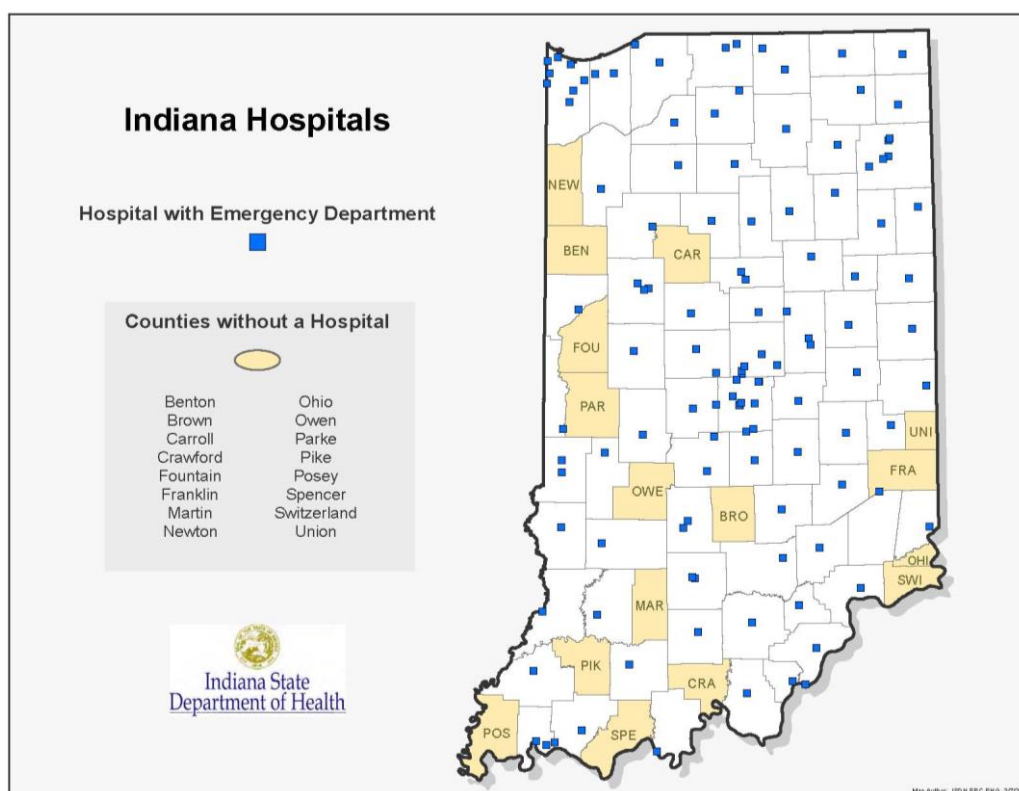 Indiana Hospitals
Hospital with Emergency Department
Counties without a Hospital
Benton Ohio
Brown Owen
Carroll Parke
Crawford Pike
Fountain Posey
Franklin Spencer
Martin Switzerland
Newton Union
Indiana State
Department of Health
NEW
BEN
CAR
FOU
PAR
UNI
FRA
OWE
BRO
OHI
SWI
MAR
PIK
CRA
POS
SPE